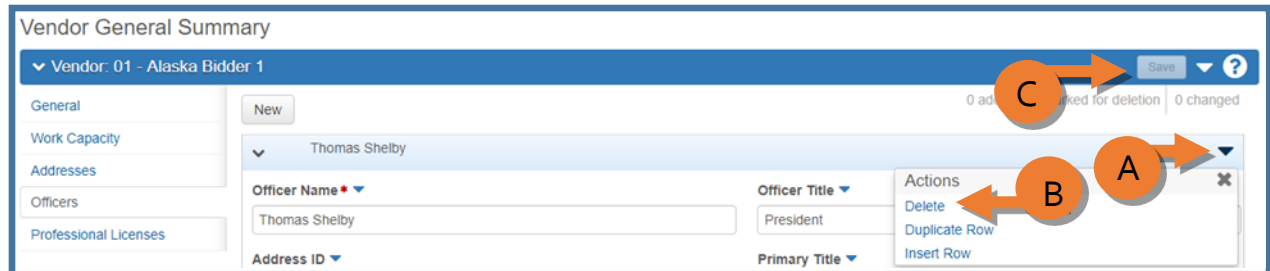 Vendor General Summary
Vendor: 01 - Alaska Bidder 1
Save
?
General
New
C
0 marked for deletion 0 changed
Work Capacity
Thomas Shelby
A
Addresses
Officer Name* Officer Title
Actions
Officers
Thomas Shelby President
Delete
B
Professional Licenses
Duplicate Row
Address ID Primary Title
Insert Row